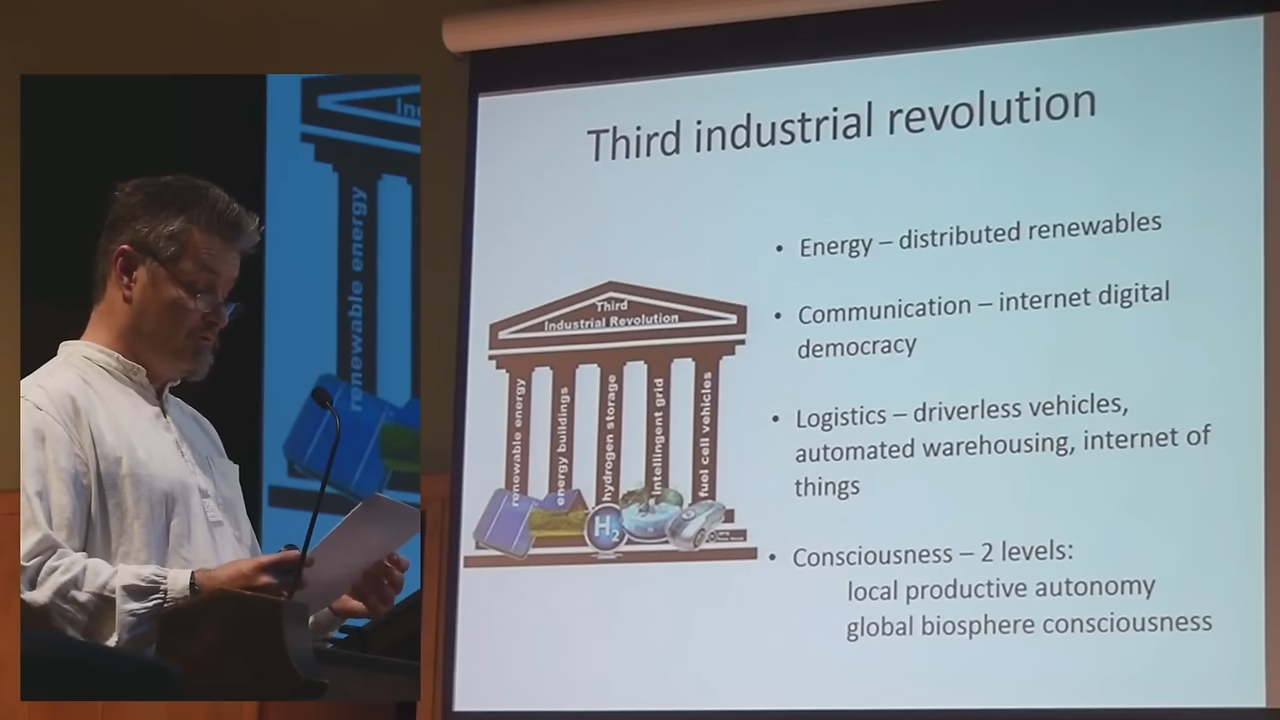 Inc
renewable energy
Third industrial revolution
Third
Industrial Revolution
renewable energy
energy buildings
hydrogen storage
Intellingent grid
fuel cell vehicles
H2
• Energy – distributed renewables
• Communication – internet digital
democracy
• Logistics – driverless vehicles,
automated warehousing, internet of
things
• Consciousness – 2 levels:
local productive autonomy
global biosphere consciousness